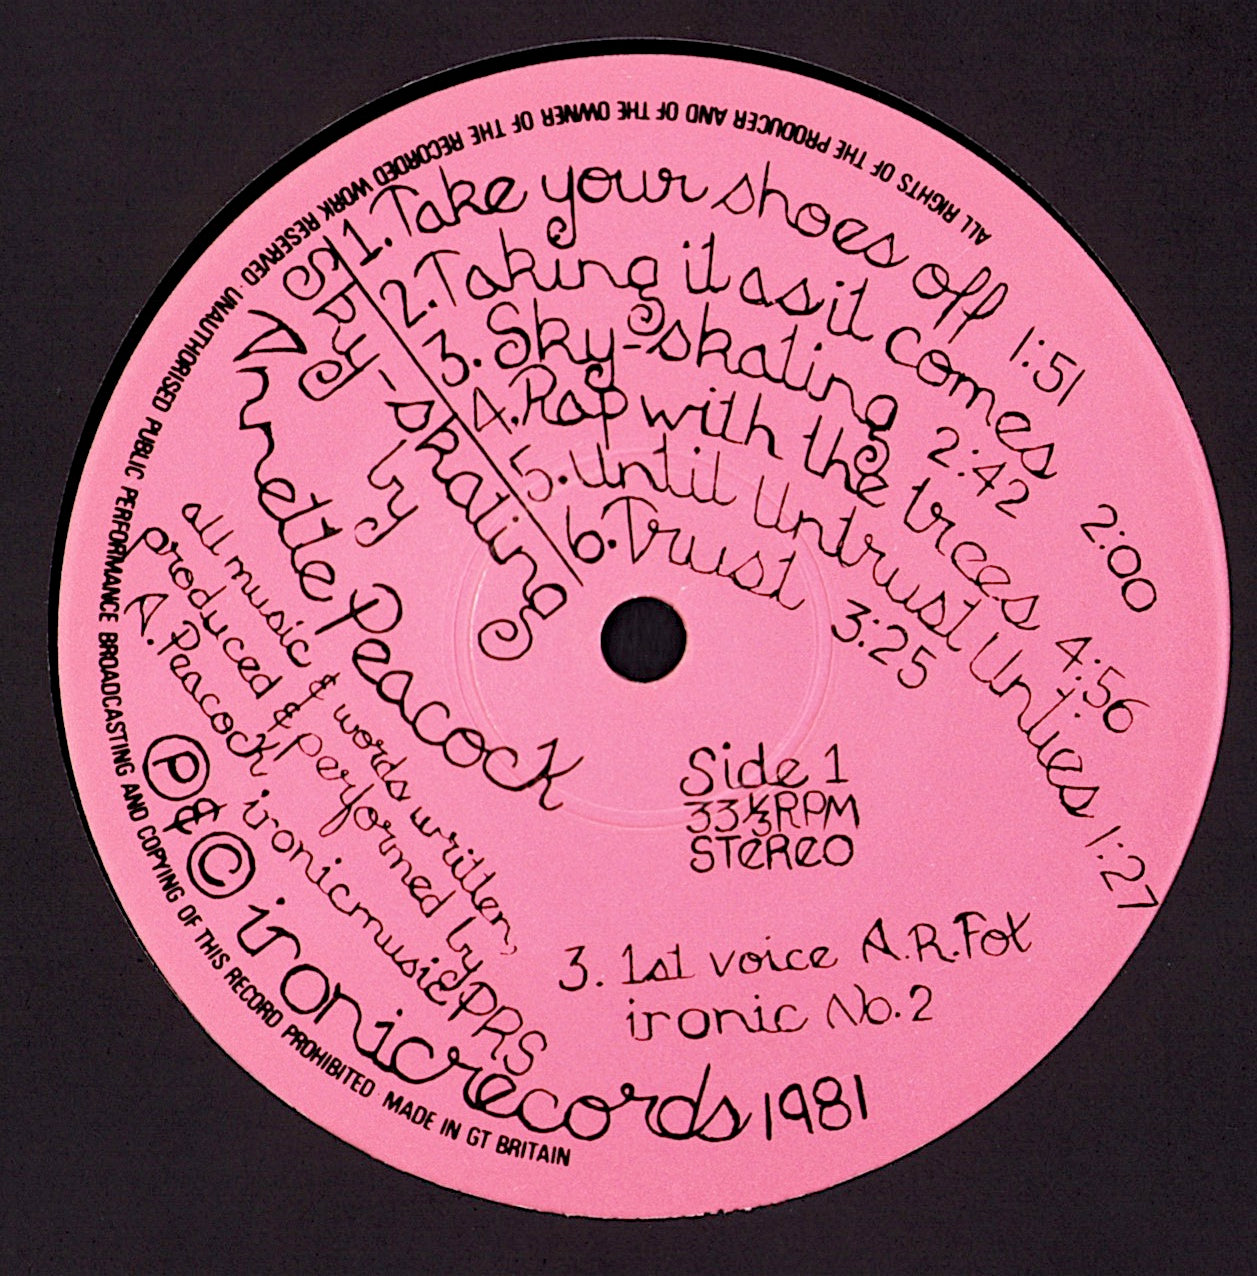 ALL RIGHTS OF THE PRODUCER AND OF THE OWNER OF THE RECORDED WORK RESERVED · UNAUTHORISED PUBLIC PERFORMANCE BROADCASTING AND COPYING OF THIS RECORD PROHIBITED · MADE IN GT BRITAIN
1. Take your shoes off 1:51
2. Taking it as it comes 2:00
3. Sky-skating 2:42
4. Rap with the trees 4:56
5. Until Untrust Unties 1:27
6. Trust 3:25
Sky-skating
by
Annette Peacock
all music & words written,
produced & performed by
A. Peacock ironicmusic PRS
Ⓟ & © ironicrecords 1981
Side 1
33⅓ RPM
STeReO
3. 1st voice A.R.Fox
ironic No. 2